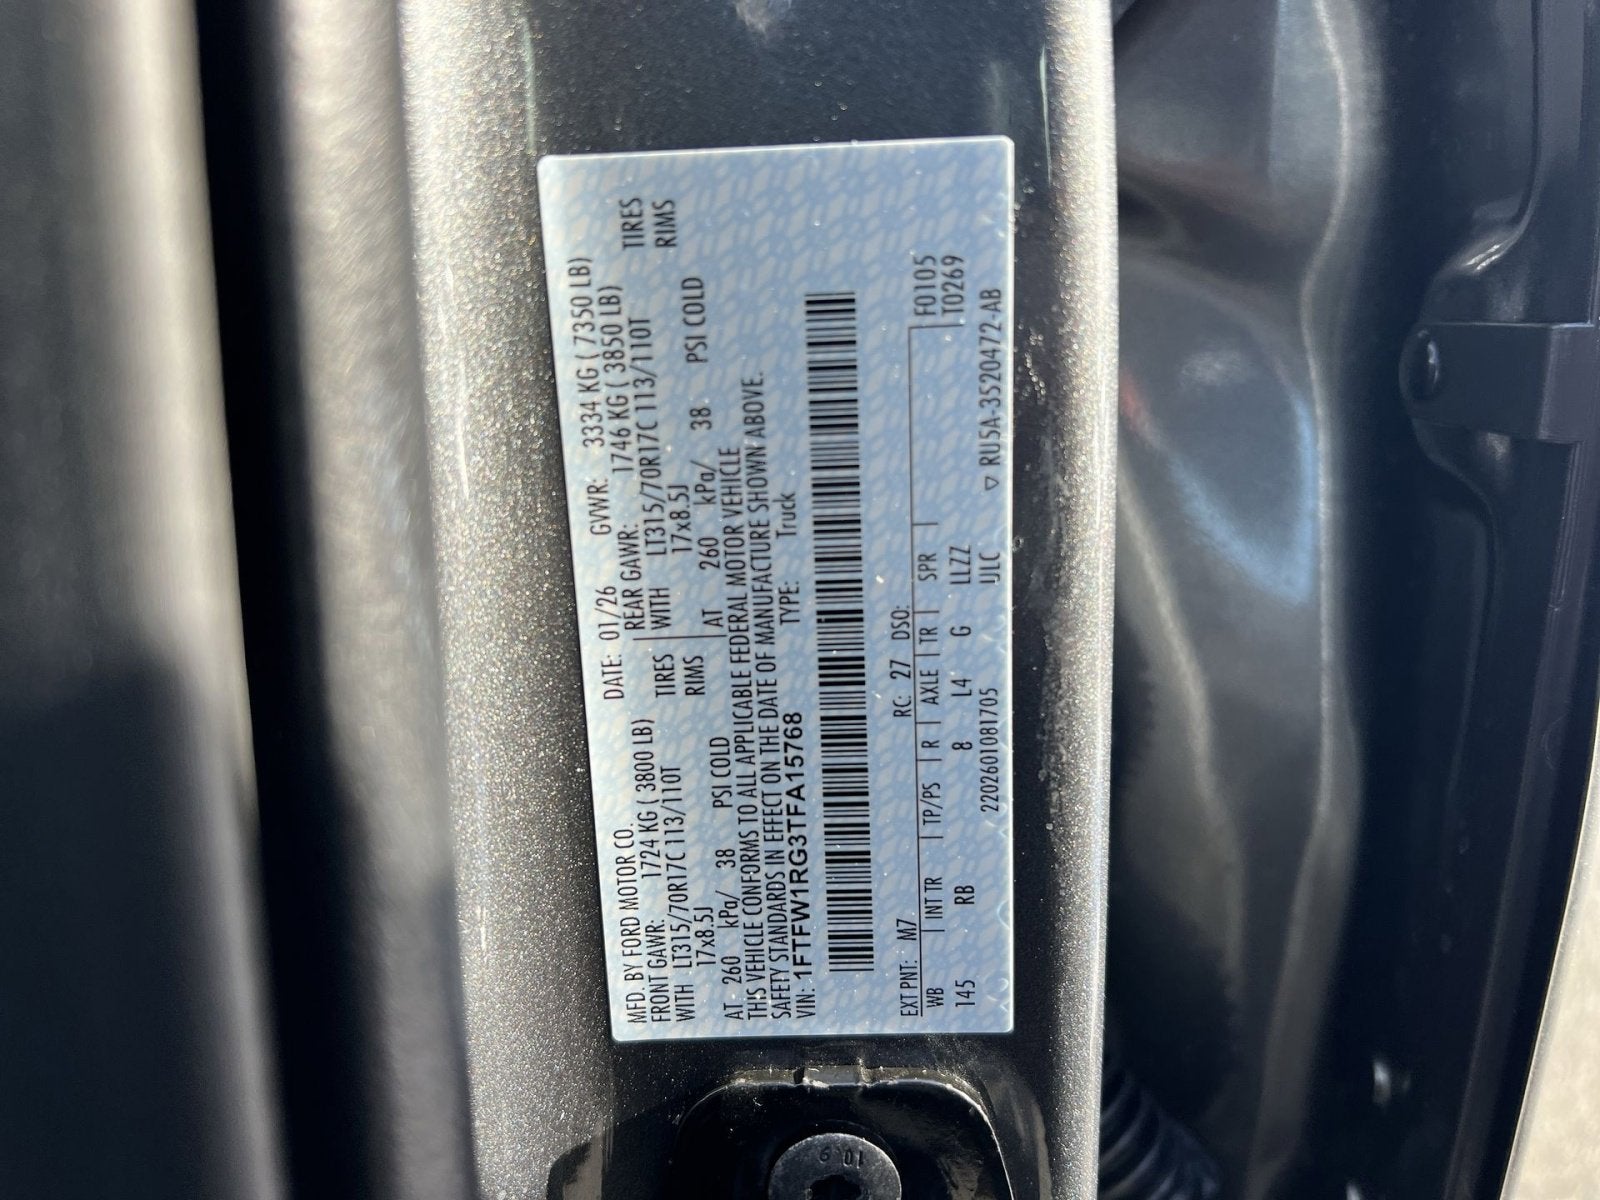 MFD. BY FORD MOTOR CO. DATE: 01/26 GVWR: 3334 KG ( 7350 LB)
FRONT GAWR: 1724 KG ( 3800 LB) REAR GAWR: 1746 KG ( 3850 LB)
WITH LT315/70R17C 113/110T TIRES WITH LT315/70R17C 113/110T TIRES
17x8.5J RIMS 17x8.5J RIMS
AT 260 kPa/ 38 PSI COLD AT 260 kPa/ 38 PSI COLD
THIS VEHICLE CONFORMS TO ALL APPLICABLE FEDERAL MOTOR VEHICLE
SAFETY STANDARDS IN EFFECT ON THE DATE OF MANUFACTURE SHOWN ABOVE.
VIN: 1FTFW1RG3TFA15768 TYPE: Truck
EXT PNT: M7 RC: 27 DSO: F0105
WB INT TR TP/PS R AXLE TR SPR T0269
145 RB 8 L4 G LLZZ
2202601081705 ULC ▽ RU5A-3520472-AB
10.9